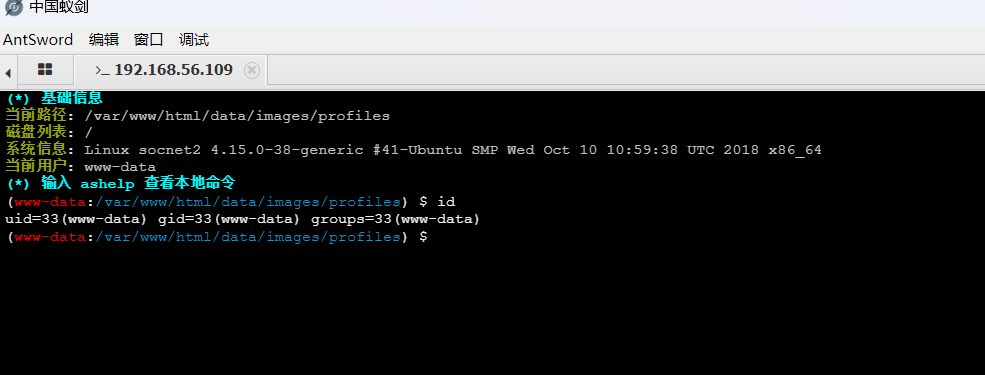 中国蚁剑
AntSword 编辑 窗口 调试
>_ 192.168.56.109
(*) 基础信息
当前路径: /var/www/html/data/images/profiles
磁盘列表: /
系统信息: Linux socnet2 4.15.0-38-generic #41-Ubuntu SMP Wed Oct 10 10:59:38 UTC 2018 x86_64
当前用户: www-data
(*) 输入 ashelp 查看本地命令
(www-data:/var/www/html/data/images/profiles) $ id
uid=33(www-data) gid=33(www-data) groups=33(www-data)
(www-data:/var/www/html/data/images/profiles) $